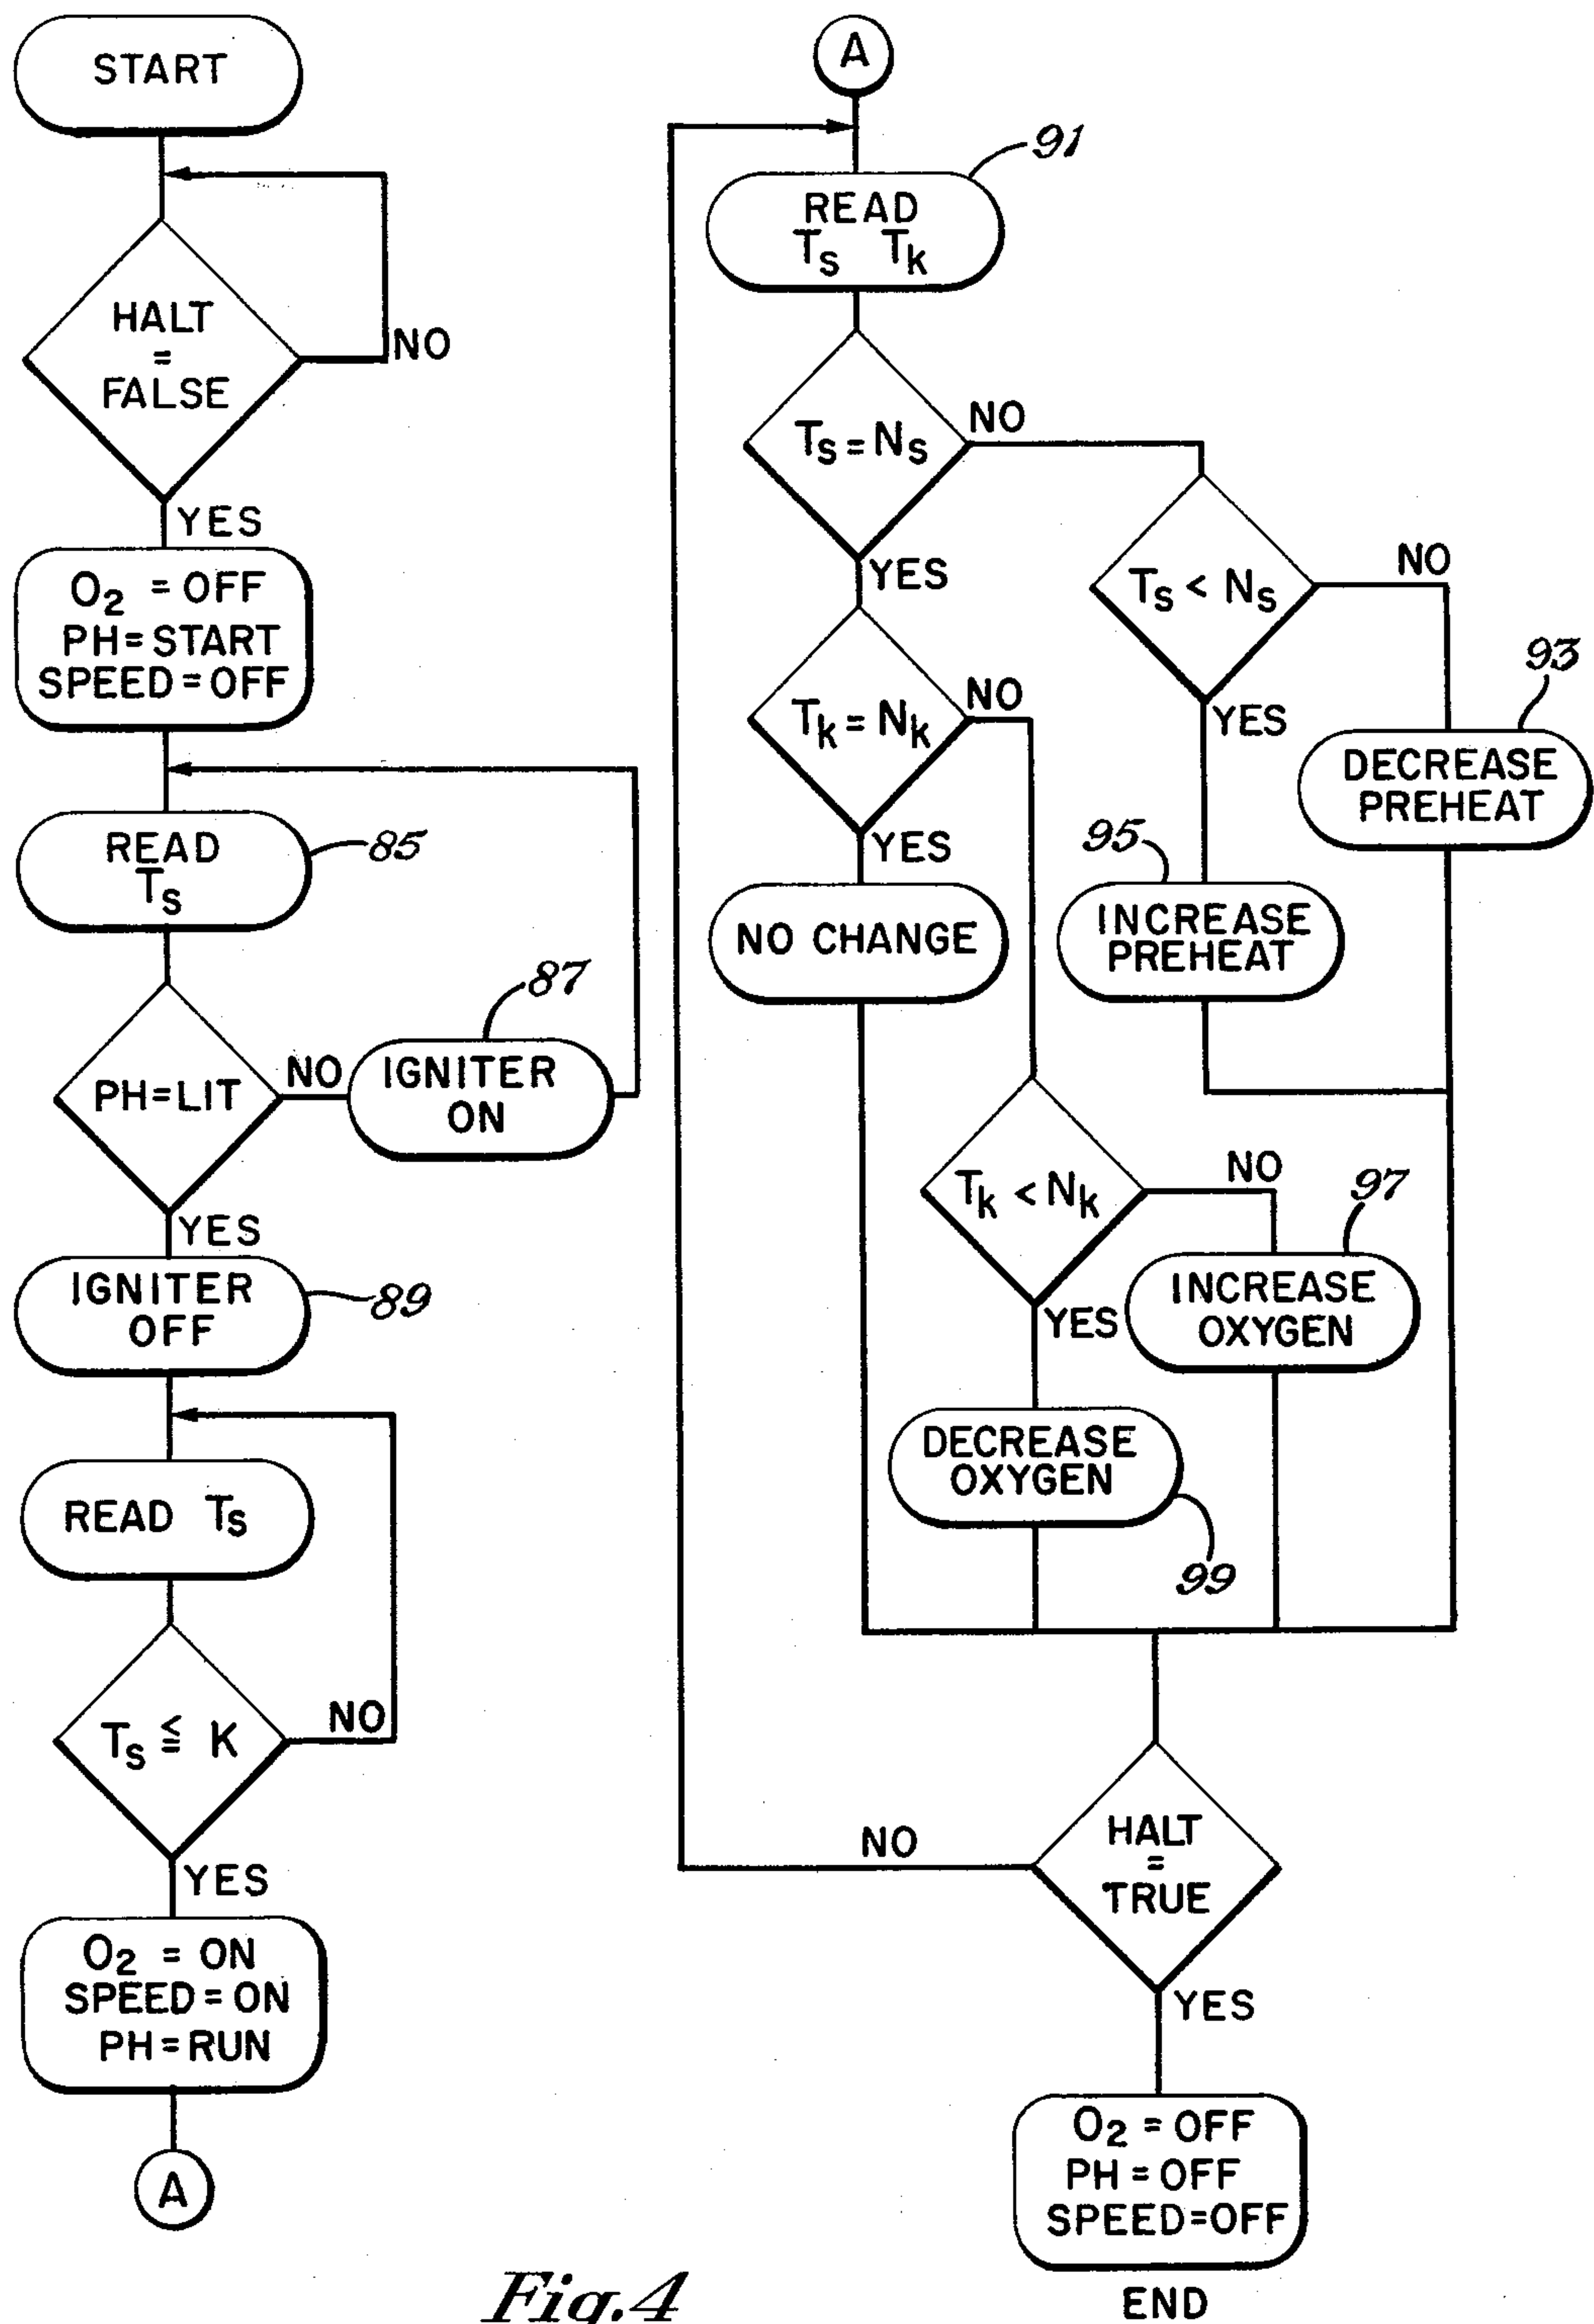 START
HALT
=
FALSE
NO
YES
O2 = OFF
PH=START
SPEED=OFF
READ
Ts
85
PH=LIT
NO
IGNITER
ON
87
YES
IGNITER
OFF
89
READ Ts
Ts ≦ K
NO
YES
O2 = ON
SPEED=ON
PH=RUN
A
A
READ
Ts Tk
91
Ts=Ns
NO
YES
Ts < Ns
NO
YES
93
DECREASE
PREHEAT
95
INCREASE
PREHEAT
Tk=Nk
NO
YES
NO CHANGE
Tk < Nk
NO
YES
97
INCREASE
OXYGEN
DECREASE
OXYGEN
99
HALT
=
TRUE
NO
YES
O2 = OFF
PH = OFF
SPEED=OFF
END
Fig.4